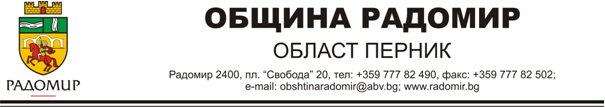 ОБЩИНА РАДОМИР
ОБЛАСТ ПЕРНИК
РАДОМИР
Радомир 2400, пл. “Свобода” 20, тел: +359 777 82 490, факс: +359 777 82 502;
e-mail: obshtinaradomir@abv.bg; www.radomir.bg